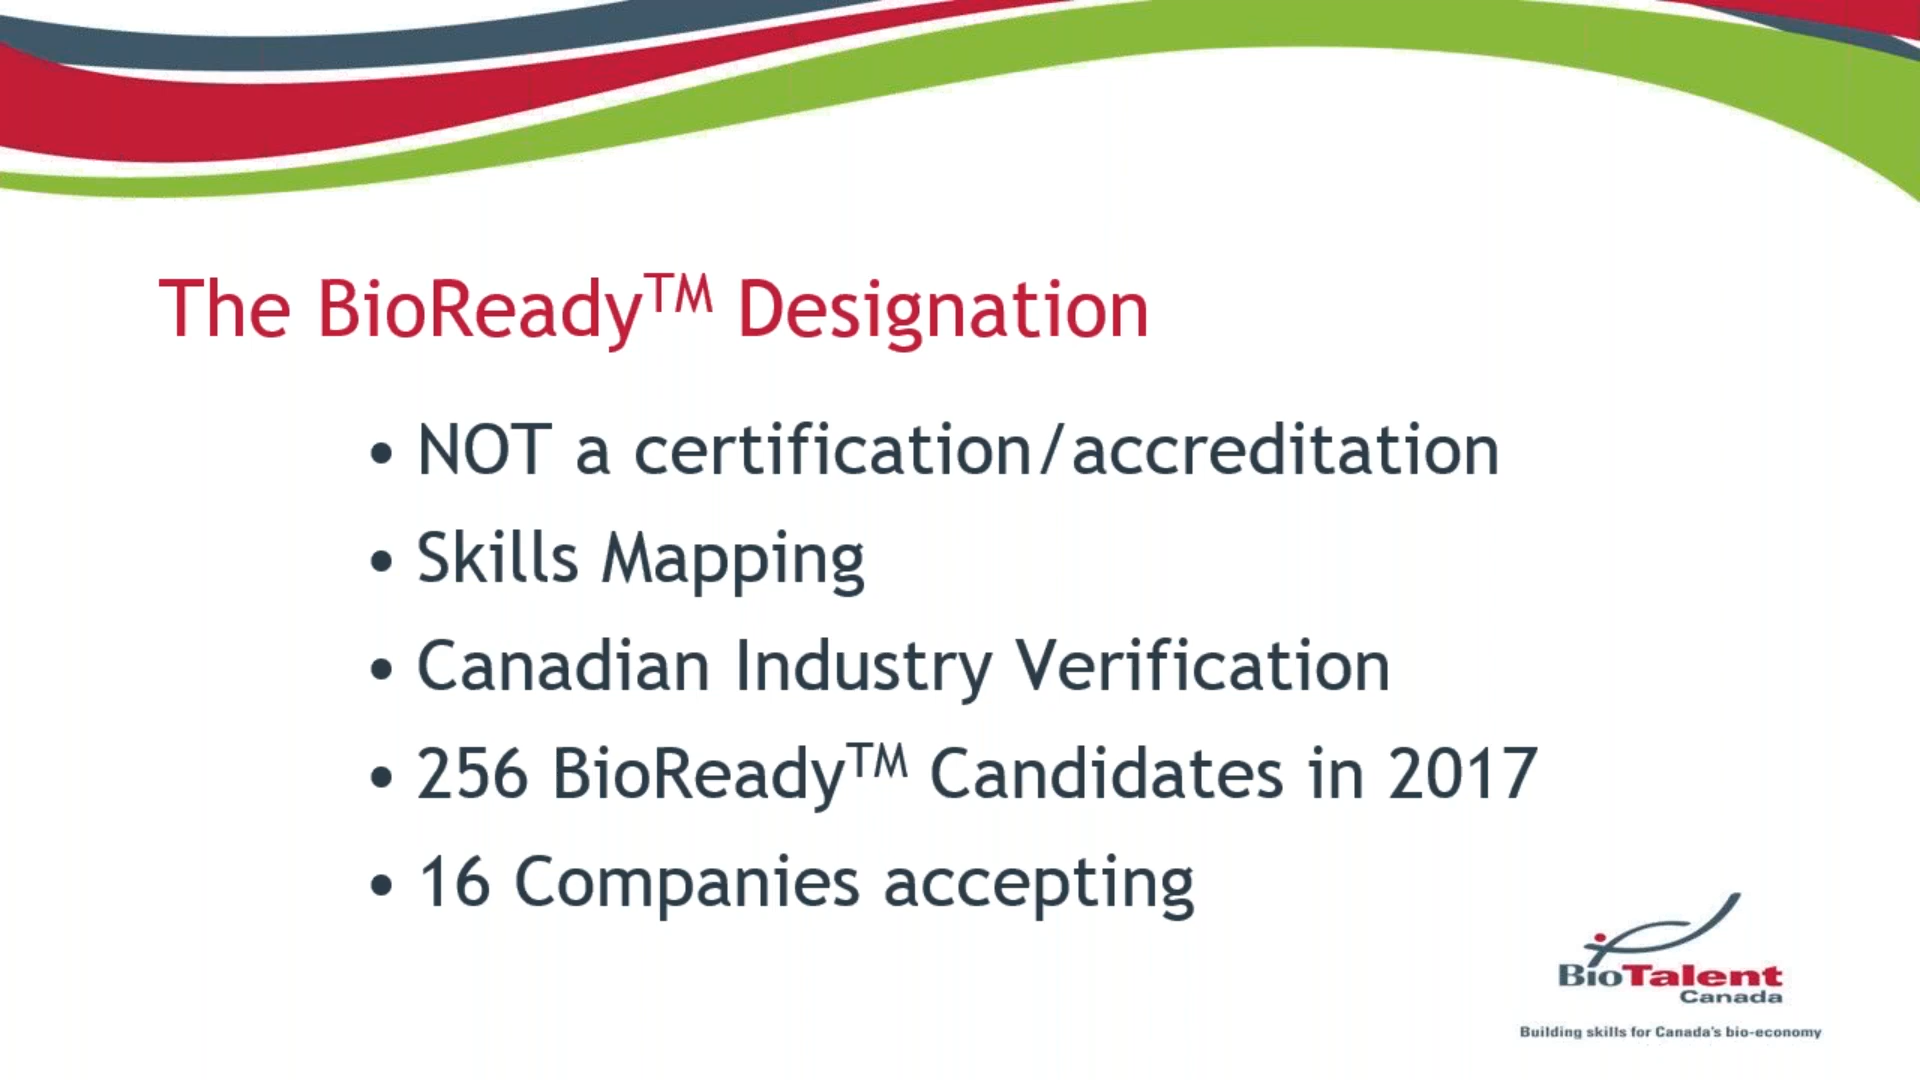 The BioReady™ Designation
• NOT a certification/accreditation
• Skills Mapping
• Canadian Industry Verification
• 256 BioReady™ Candidates in 2017
• 16 Companies accepting
BioTalent
Canada
Building skills for Canada's bio-economy